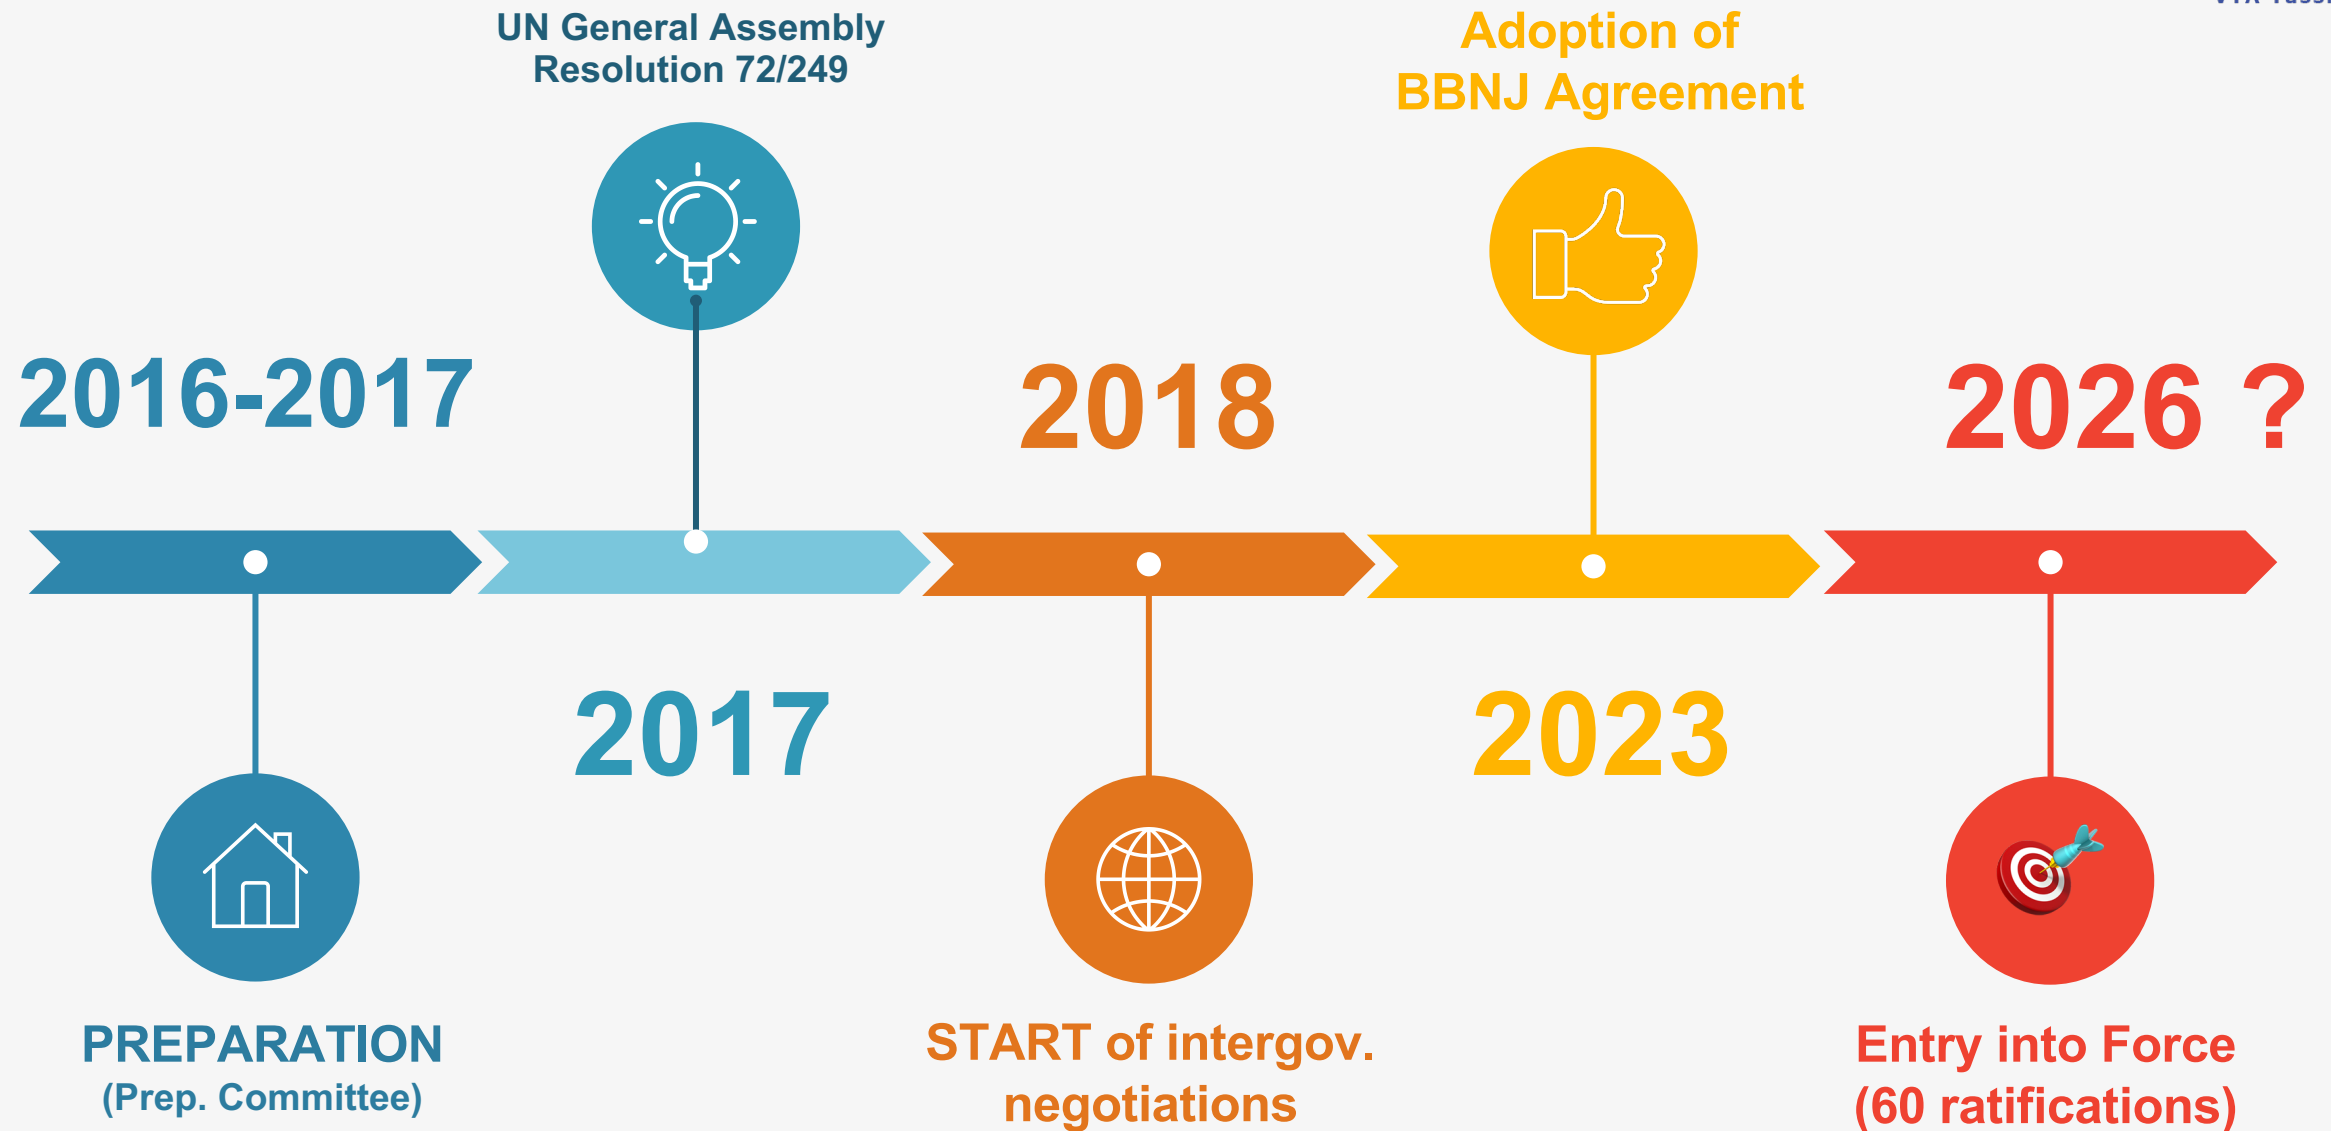 UN General Assembly
Resolution 72/249
Adoption of
BBNJ Agreement
2016-2017
2018
2026 ?
2017
2023
PREPARATION
(Prep. Committee)
START of intergov.
negotiations
Entry into Force
(60 ratifications)